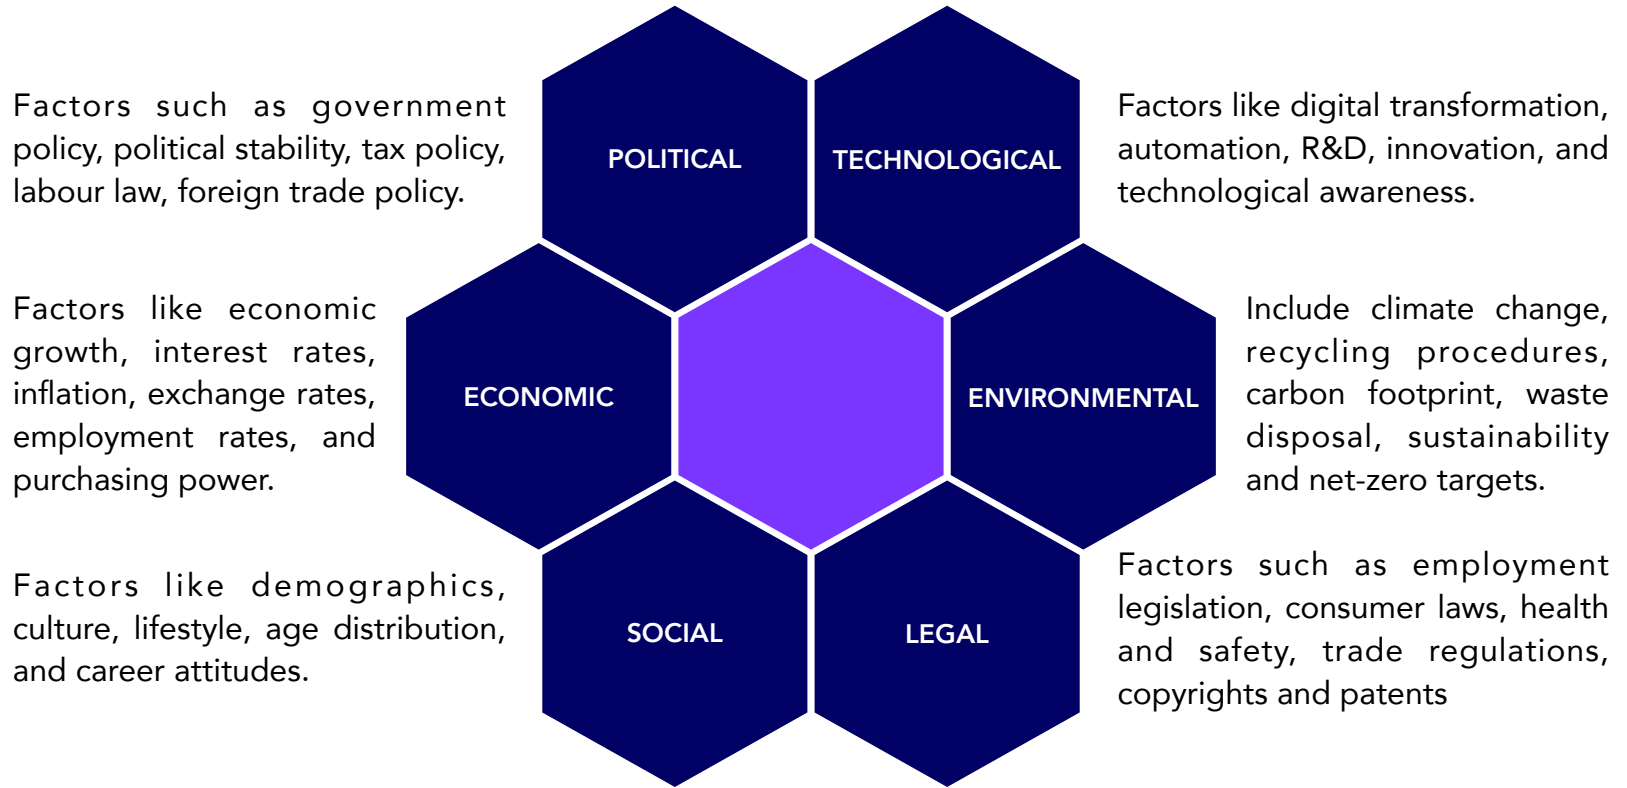 Factors such as government
policy, political stability, tax policy,
labour law, foreign trade policy.
POLITICAL
TECHNOLOGICAL
Factors like digital transformation,
automation, R&D, innovation, and
technological awareness.
Factors like economic
growth, interest rates,
inflation, exchange rates,
employment rates, and
purchasing power.
ECONOMIC
ENVIRONMENTAL
Include climate change,
recycling procedures,
carbon footprint, waste
disposal, sustainability
and net-zero targets.
Factors like demographics,
culture, lifestyle, age distribution,
and career attitudes.
SOCIAL
LEGAL
Factors such as employment
legislation, consumer laws, health
and safety, trade regulations,
copyrights and patents